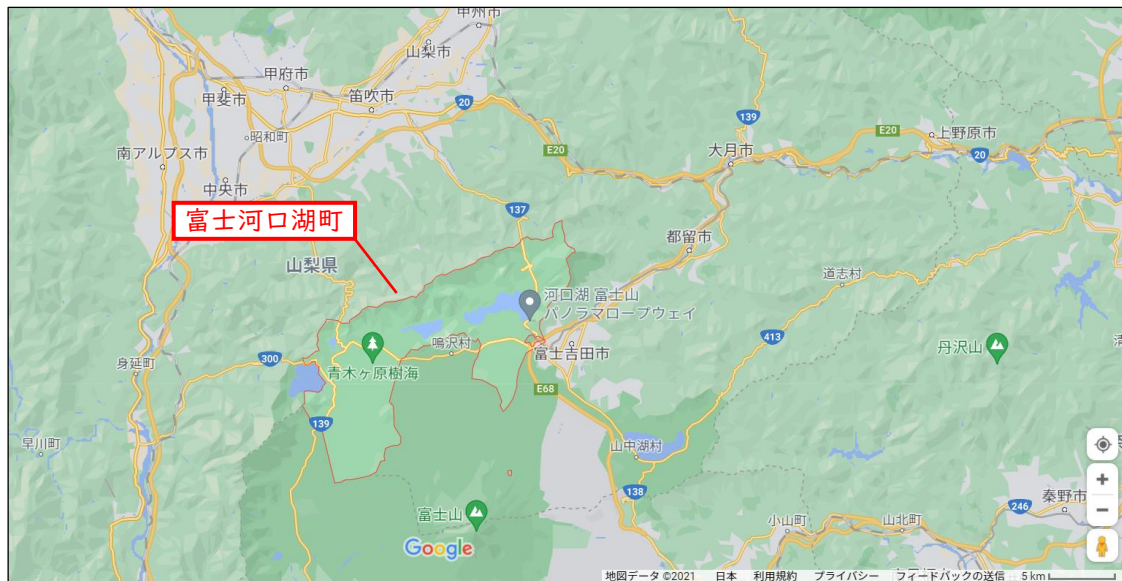 甲州市
山梨市
甲府市
甲斐市
笛吹市
20
139
昭和町
E20
E20
上野原市
大月市
20
南アルプス市
中央市
137
富士河口湖町
都留市
山梨県
道志村
河口湖 富士山
パノラマロープウェイ
413
鳴沢村
富士吉田市
丹沢山
300
身延町
青木ヶ原樹海
E68
139
早川町
山中湖村
138
246
秦野市
富士山
小山町
山北町
Google
地図データ ©2021 日本 利用規約 プライバシー フィードバックの送信 5 km